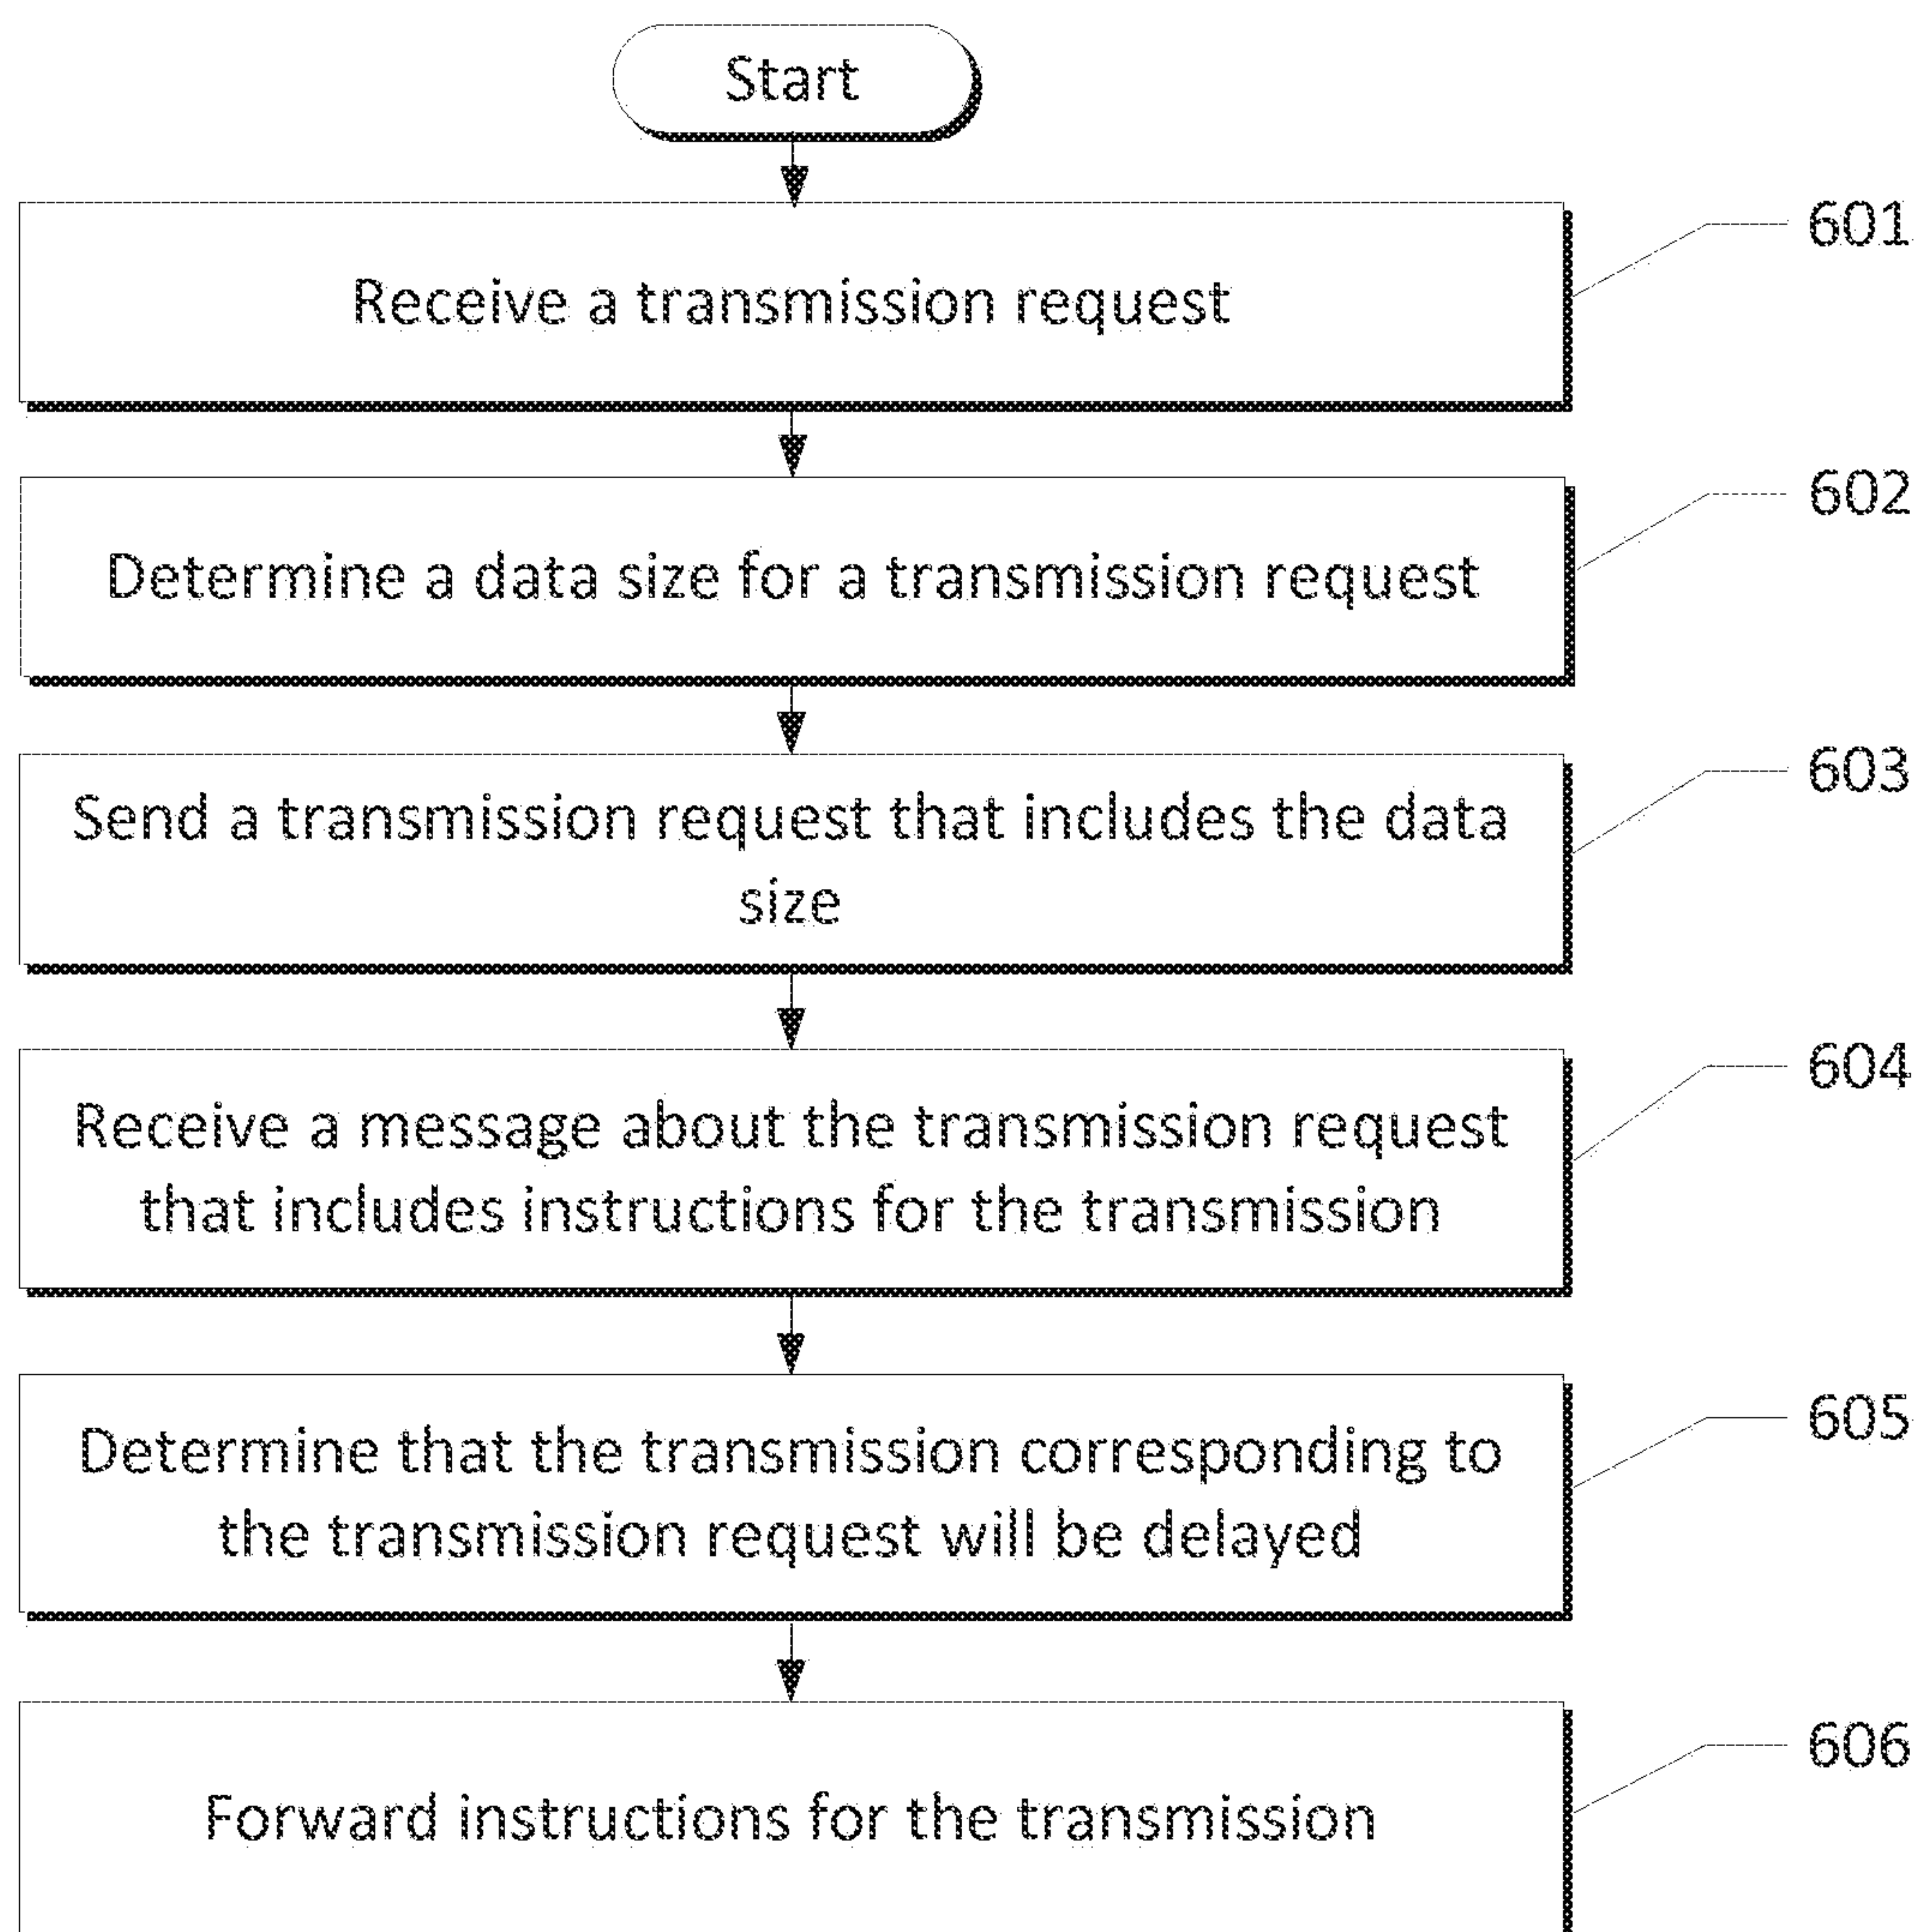 Start
601
Receive a transmission request
602
Determine a data size for a transmission request
603
Send a transmission request that includes the data
size
604
Receive a message about the transmission request
that includes instructions for the transmission
605
Determine that the transmission corresponding to
the transmission request will be delayed
606
Forward instructions for the transmission